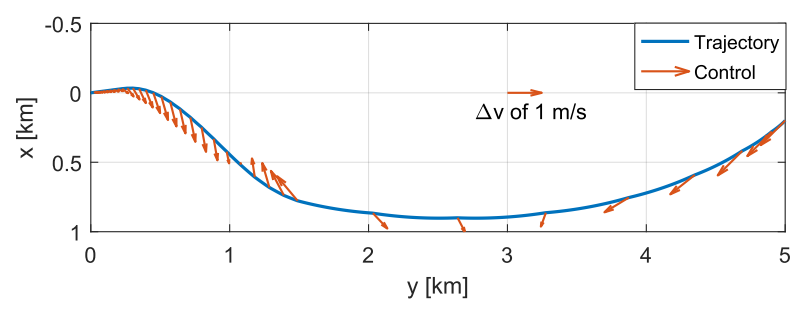 -0.5
0
0.5
1
x [km]
Trajectory
Control
Δv of 1 m/s
0 1 2 3 4 5
y [km]